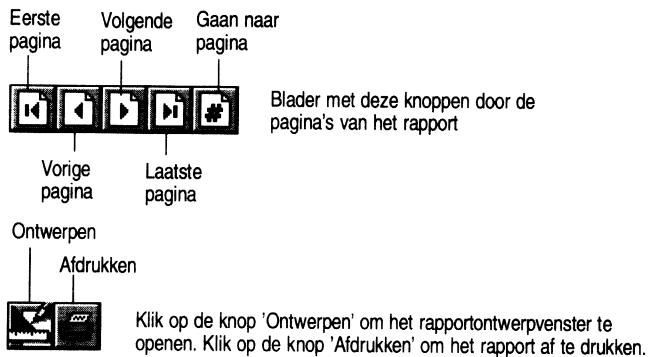 Eerste pagina
Volgende pagina
Gaan naar pagina
#
Blader met deze knoppen door de
pagina's van het rapport
Vorige pagina
Laatste pagina
Ontwerpen
Afdrukken
Klik op de knop 'Ontwerpen' om het rapportontwerpvenster te
openen. Klik op de knop 'Afdrukken' om het rapport af te drukken.